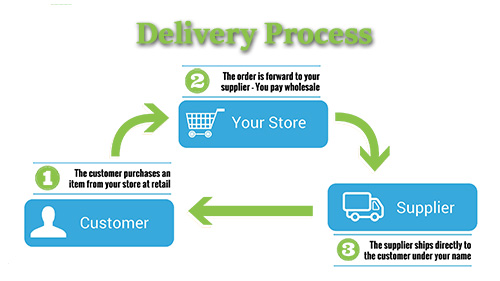 Delivery Process
2
The order is forward to your
supplier - You pay wholesale
Your Store
1
The customer purchases an
item from your store at retail
Customer
Supplier
3
The supplier ships directly to
the customer under your name